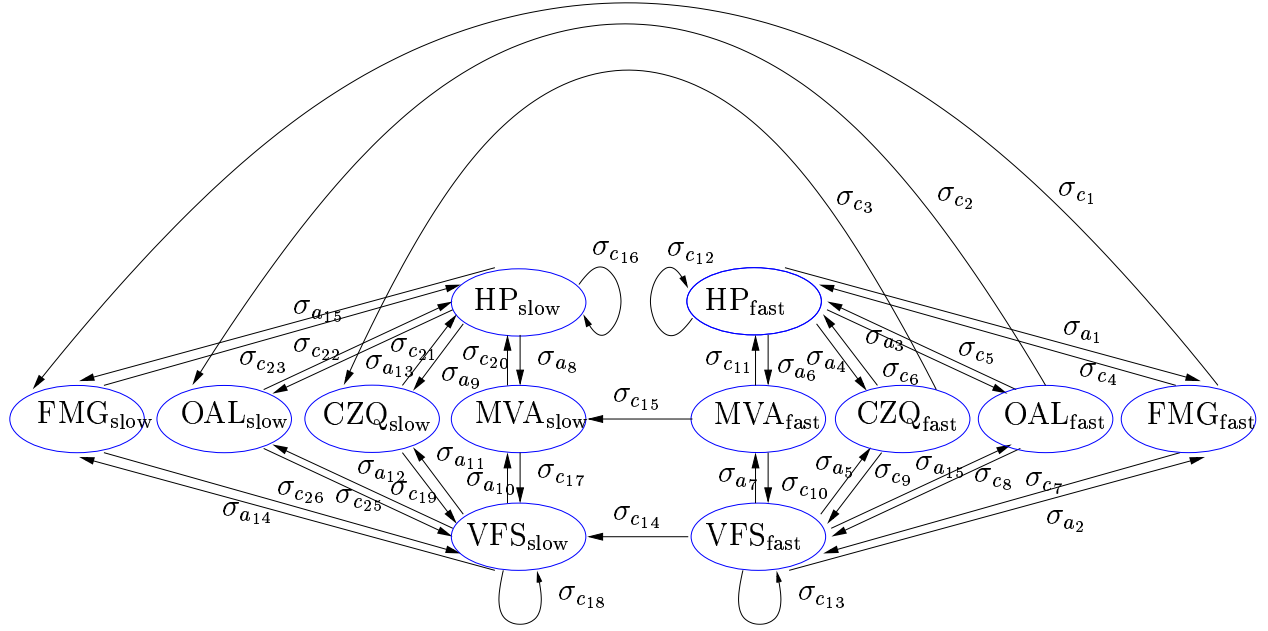 σc1
σc2
σc3
σc16 σc12
HPslow HPfast
σa15 σa1
σc23 σc22 σa13 σc21 σa9 σc20 σa8 σc11 σa6 σa4 σa3 σc6 σc5 σc4
FMGslow OALslow CZQslow MVAslow σc15 MVAfast CZQfast OALfast FMGfast
σa14 σc26 σc25 σa12 σc19 σa11 σa10 σc17 σa7 σc10 σa5 σc9 σa15 σc8 σc7 σa2
VFSslow σc14 VFSfast
σc18 σc13